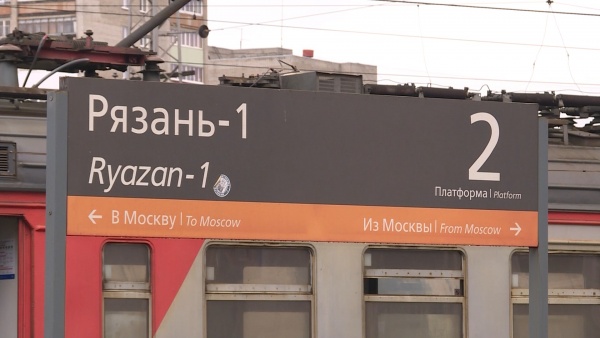 Рязань-1
Ryazan-1
2
Платформа | Platform
← В Москву | To Moscow
Из Москвы | From Moscow →